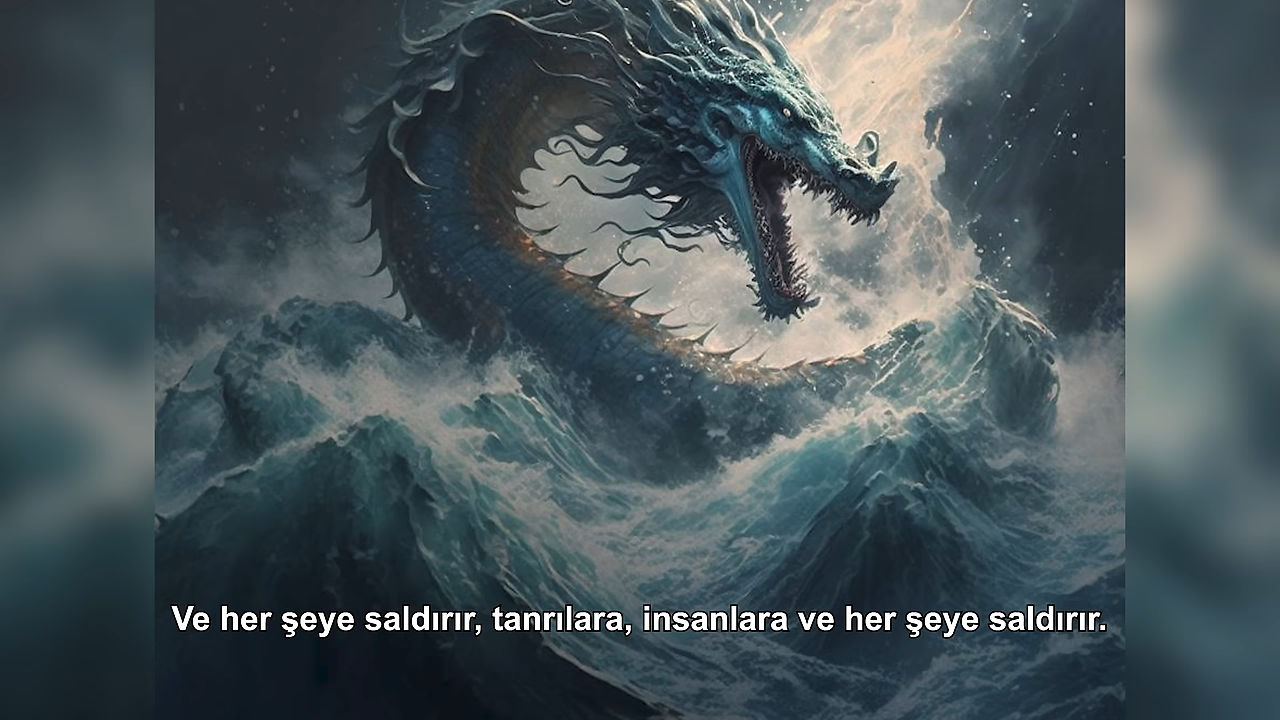 Ve her şeye saldırır, tanrılara, insanlara ve her şeye saldırır.